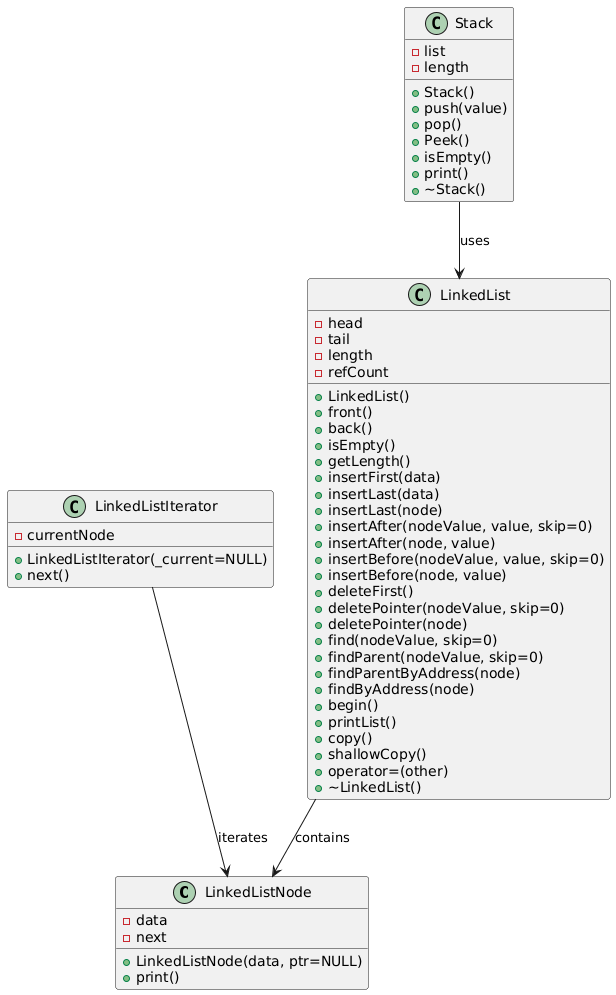 C Stack
list
length
Stack()
push(value)
pop()
Peek()
isEmpty()
print()
~Stack()
uses
C LinkedList
head
tail
length
refCount
LinkedList()
front()
back()
isEmpty()
getLength()
insertFirst(data)
insertLast(data)
insertLast(node)
insertAfter(nodeValue, value, skip=0)
insertAfter(node, value)
insertBefore(nodeValue, value, skip=0)
insertBefore(node, value)
deleteFirst()
deletePointer(nodeValue, skip=0)
deletePointer(node)
find(nodeValue, skip=0)
findParent(nodeValue, skip=0)
findParentByAddress(node)
findByAddress(node)
begin()
printList()
copy()
shallowCopy()
operator=(other)
~LinkedList()
C LinkedListIterator
currentNode
LinkedListIterator(_current=NULL)
next()
iterates
contains
C LinkedListNode
data
next
LinkedListNode(data, ptr=NULL)
print()